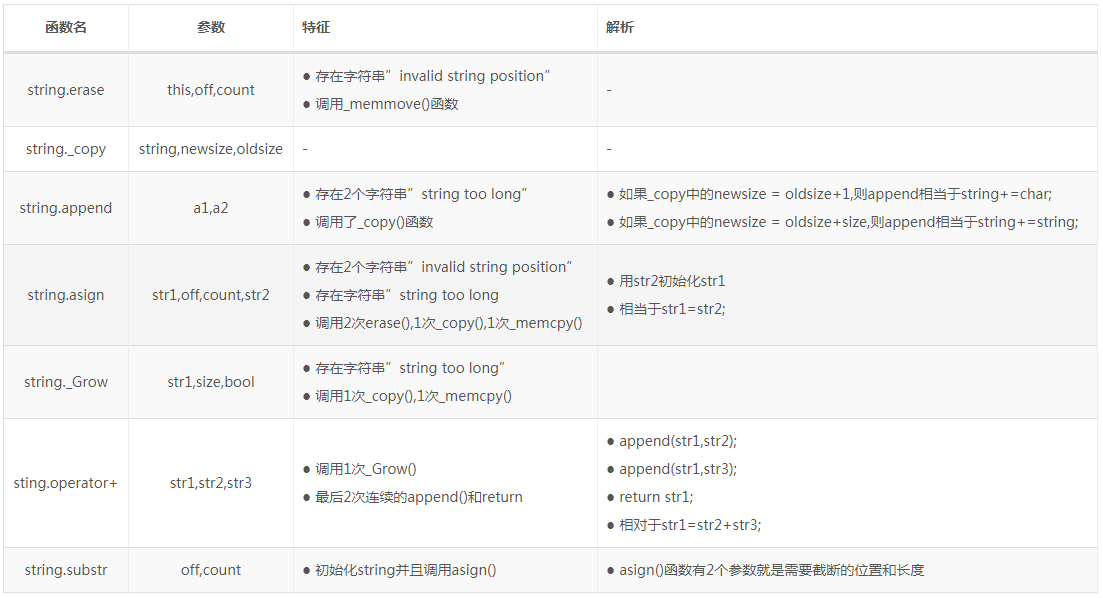 函数名 参数 特征 解析
string.erase this,off,count
● 存在字符串”invalid string position”
● 调用_memmove()函数
-
string._copy string,newsize,oldsize - -
string.append a1,a2
● 存在2个字符串”string too long”
● 调用了_copy()函数
● 如果_copy中的newsize = oldsize+1,则append相当于string+=char;
● 如果_copy中的newsize = oldsize+size,则append相当于string+=string;
string.asign str1,off,count,str2
● 存在2个字符串”invalid string position”
● 存在字符串”string too long
● 调用2次erase(),1次_copy(),1次_memcpy()
● 用str2初始化str1
● 相当于str1=str2;
string._Grow str1,size,bool
● 存在字符串”string too long”
● 调用1次_copy(),1次_memcpy()
sting.operator+ str1,str2,str3
● 调用1次_Grow()
● 最后2次连续的append()和return
● append(str1,str2);
● append(str1,str3);
● return str1;
● 相对于str1=str2+str3;
string.substr off,count
● 初始化string并且调用asign()
● asign()函数有2个参数就是需要截断的位置和长度